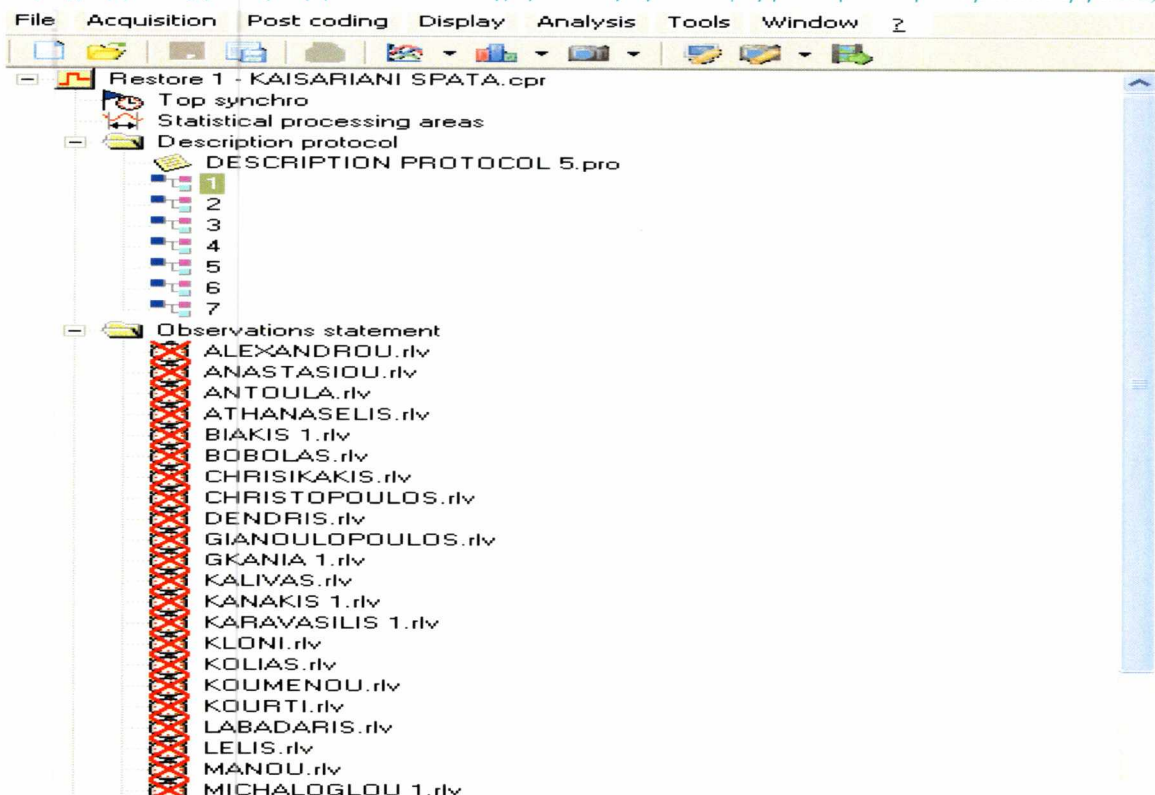 File Acquisition Post coding Display Analysis Tools Window ?
Restore 1 - KAISARIANI SPATA.cpr
Top synchro
Statistical processing areas
Description protocol
DESCRIPTION PROTOCOL 5.pro
1
2
3
4
5
6
7
Observations statement
ALEXANDROU.rlv
ANASTASIOU.rlv
ANTOULA.rlv
ATHANASELIS.rlv
BIAKIS 1.rlv
BOBOLAS.rlv
CHRISIKAKIS.rlv
CHRISTOPOULOS.rlv
DENDRIS.rlv
GIANOULOPOULOS.rlv
GKANIA 1.rlv
KALIVAS.rlv
KANAKIS 1.rlv
KARAVASILIS 1.rlv
KLONI.rlv
KOLIAS.rlv
KOUMENOU.rlv
KOURTI.rlv
LABADARIS.rlv
LELIS.rlv
MANOU.rlv
MICHALOGLOU 1.rlv